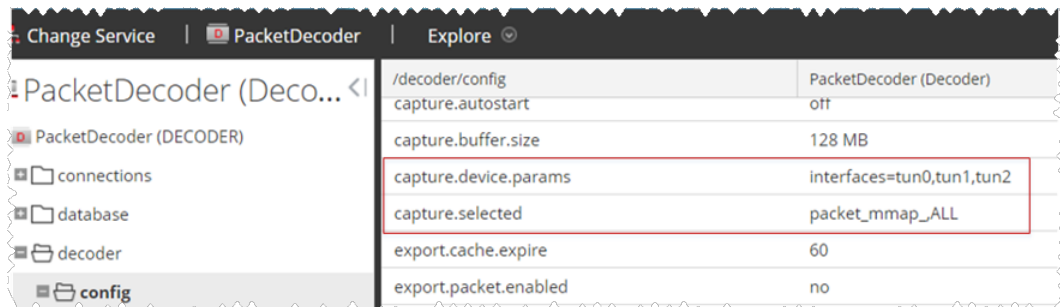 Change Service | PacketDecoder | Explore
PacketDecoder (Deco...
PacketDecoder (DECODER)
connections
database
decoder
config
/decoder/config PacketDecoder (Decoder)
capture.autostart off
capture.buffer.size 128 MB
capture.device.params interfaces=tun0,tun1,tun2
capture.selected packet_mmap_,ALL
export.cache.expire 60
export.packet.enabled no